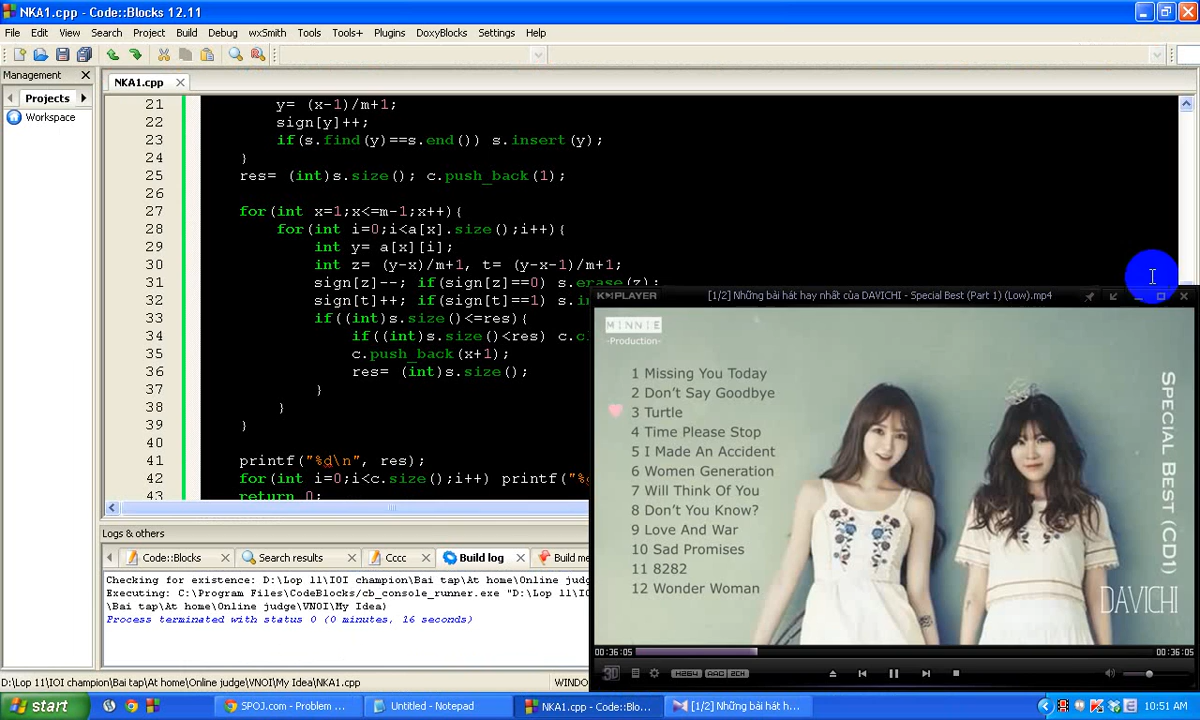 NKA1.cpp - Code::Blocks 12.11
File Edit View Search Project Build Debug wxSmith Tools Tools+ Plugins DoxyBlocks Settings Help
Management
NKA1.cpp
Projects
Workspace
21 y= (x-1)/m+1;
22 sign[y]++;
23 if(s.find(y)==s.end()) s.insert(y);
24 }
25 res= (int)s.size(); c.push_back(1);
26
27 for(int x=1;x<=m-1;x++){
28 for(int i=0;i<a[x].size();i++){
29 int y= a[x][i];
30 int z= (y-x)/m+1, t= (y-x-1)/m+1;
31 sign[z]--; if(sign[z]==0) s.erase(z);
32 sign[t]++; if(sign[t]==1) s.i
33 if((int)s.size()<=res){
34 if((int)s.size()<res) c.c
35 c.push_back(x+1);
36 res= (int)s.size();
37 }
38 }
39 }
40
41 printf("%d\n", res);
42 for(int i=0;i<c.size();i++) printf("%
43 return 0;
KMPLAYER
[1/2] Những bài hát hay nhất của DAVICHI - Special Best (Part 1) (Low).mp4
MINNIE
-Production-
1 Missing You Today
2 Don't Say Goodbye
3 Turtle
4 Time Please Stop
5 I Made An Accident
6 Women Generation
7 Will Think Of You
8 Don't You Know?
9 Love And War
10 Sad Promises
11 8282
12 Wonder Woman
SPECIAL BEST (CD1)
DAVICHI
00:36:05
00:36:05
3D H264 AAC 2CH
Logs & others
Code::Blocks Search results Cccc Build log Build me
Checking for existence: D:\Lop 11\IOI champion\Bai tap\At home\Online judg
Executing: C:\Program Files\CodeBlocks/cb_console_runner.exe "D:\Lop 11\IO
\Bai tap\At home\Online judge\VNOI\My Idea)
Process terminated with status 0 (0 minutes, 16 seconds)
D:\Lop 11\IOI champion\Bai tap\At home\Online judge\VNOI\My Idea\NKA1.cpp
WINDO
start
SPOJ.com - Problem ...
Untitled - Notepad
NKA1.cpp - Code::Blo...
[1/2] Những bài hát h...
10:51 AM